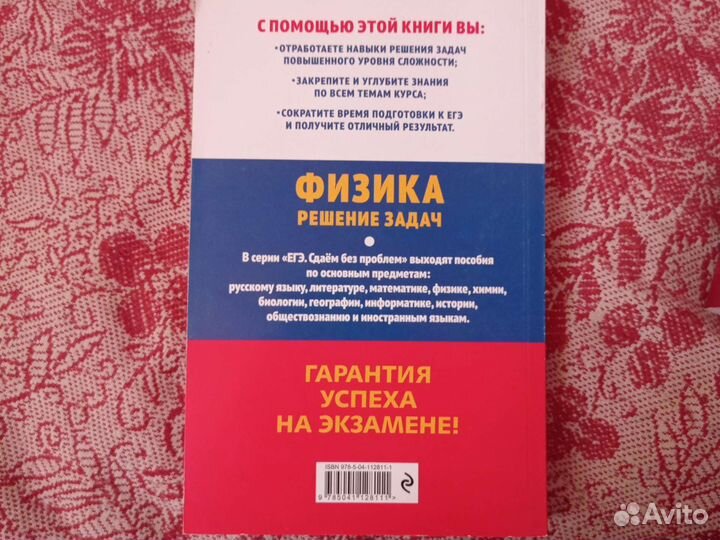 С ПОМОЩЬЮ ЭТОЙ КНИГИ ВЫ:
•ОТРАБОТАЕТЕ НАВЫКИ РЕШЕНИЯ ЗАДАЧ
ПОВЫШЕННОГО УРОВНЯ СЛОЖНОСТИ;
•ЗАКРЕПИТЕ И УГЛУБИТЕ ЗНАНИЯ
ПО ВСЕМ ТЕМАМ КУРСА;
•СОКРАТИТЕ ВРЕМЯ ПОДГОТОВКИ К ЕГЭ
И ПОЛУЧИТЕ ОТЛИЧНЫЙ РЕЗУЛЬТАТ.
ФИЗИКА
РЕШЕНИЕ ЗАДАЧ
В серии «ЕГЭ. Сдаём без проблем» выходят пособия
по основным предметам:
русскому языку, литературе, математике, физике, химии,
биологии, географии, информатике, истории,
обществознанию и иностранным языкам.
ГАРАНТИЯ
УСПЕХА
НА ЭКЗАМЕНЕ!
ISBN 978-5-04-112811-1
9 785041 128111 >
Avito